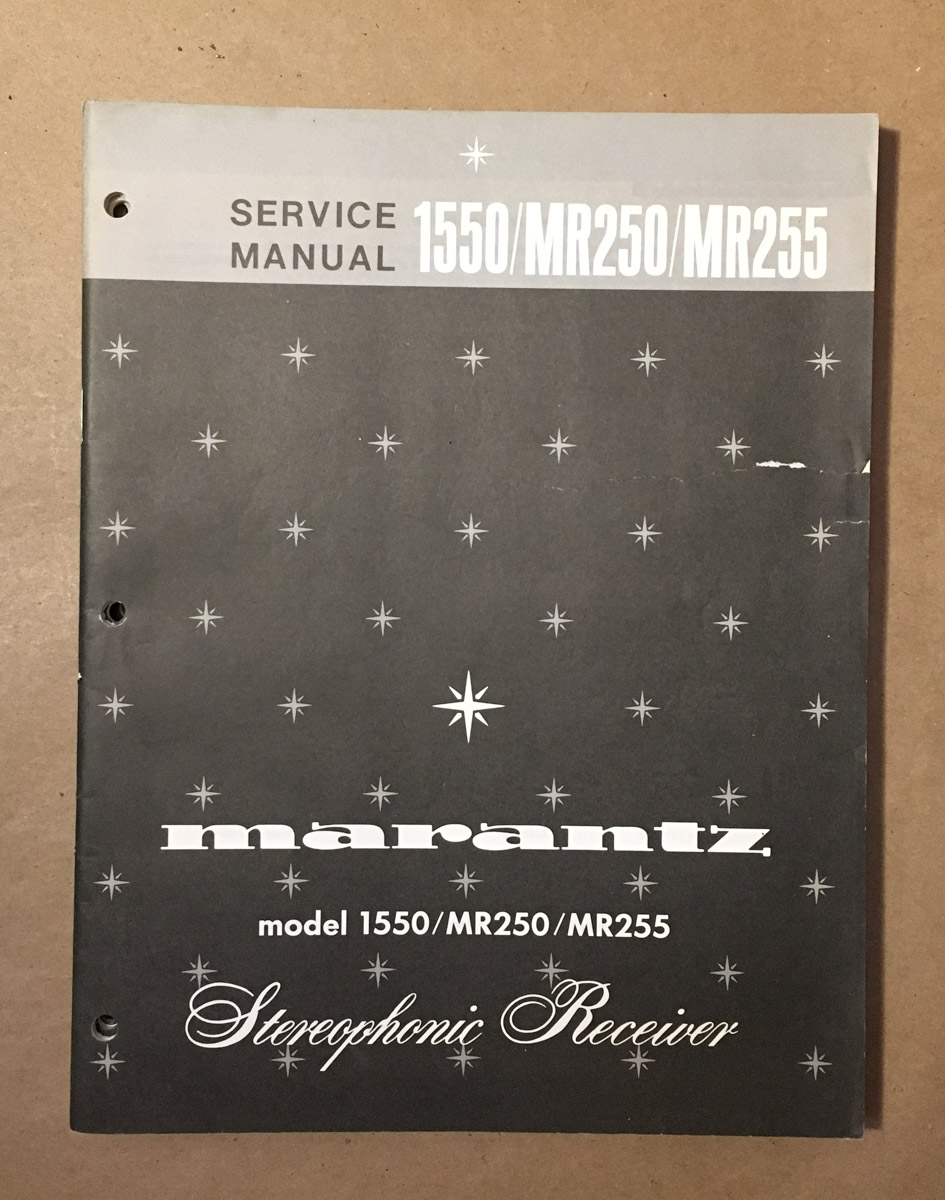 SERVICE
MANUAL
1550/MR250/MR255
marantz
model 1550/MR250/MR255
Stereophonic Receiver